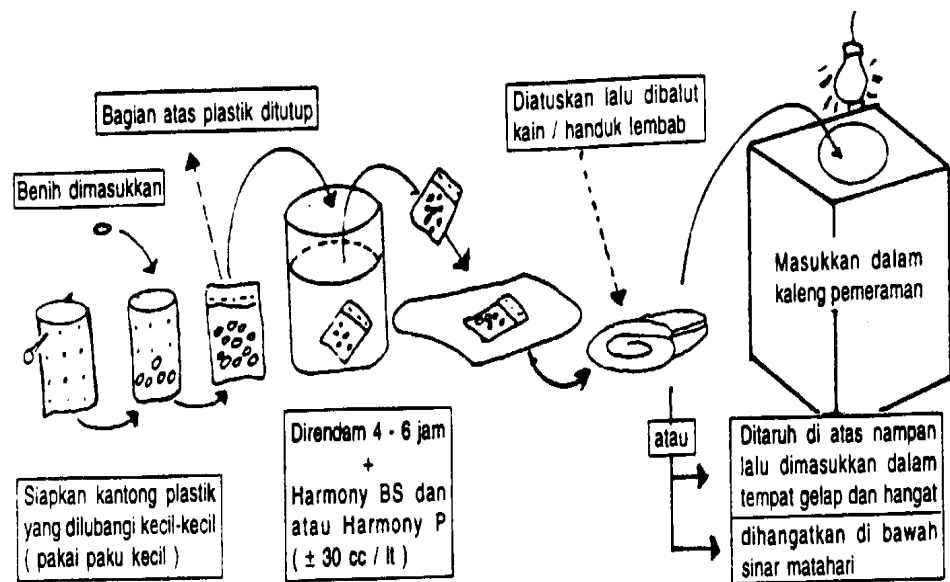 Bagian atas plastik ditutup
Benih dimasukkan
Siapkan kantong plastik
yang dilubangi kecil-kecil
( pakai paku kecil )
Direndam 4 - 6 jam
+
Harmony BS dan
atau Harmony P
( ± 30 cc / lt )
Diatuskan lalu dibalut
kain / handuk lembab
Masukkan dalam
kaleng pemeraman
atau
Ditaruh di atas nampan
lalu dimasukkan dalam
tempat gelap dan hangat
dihangatkan di bawah
sinar matahari